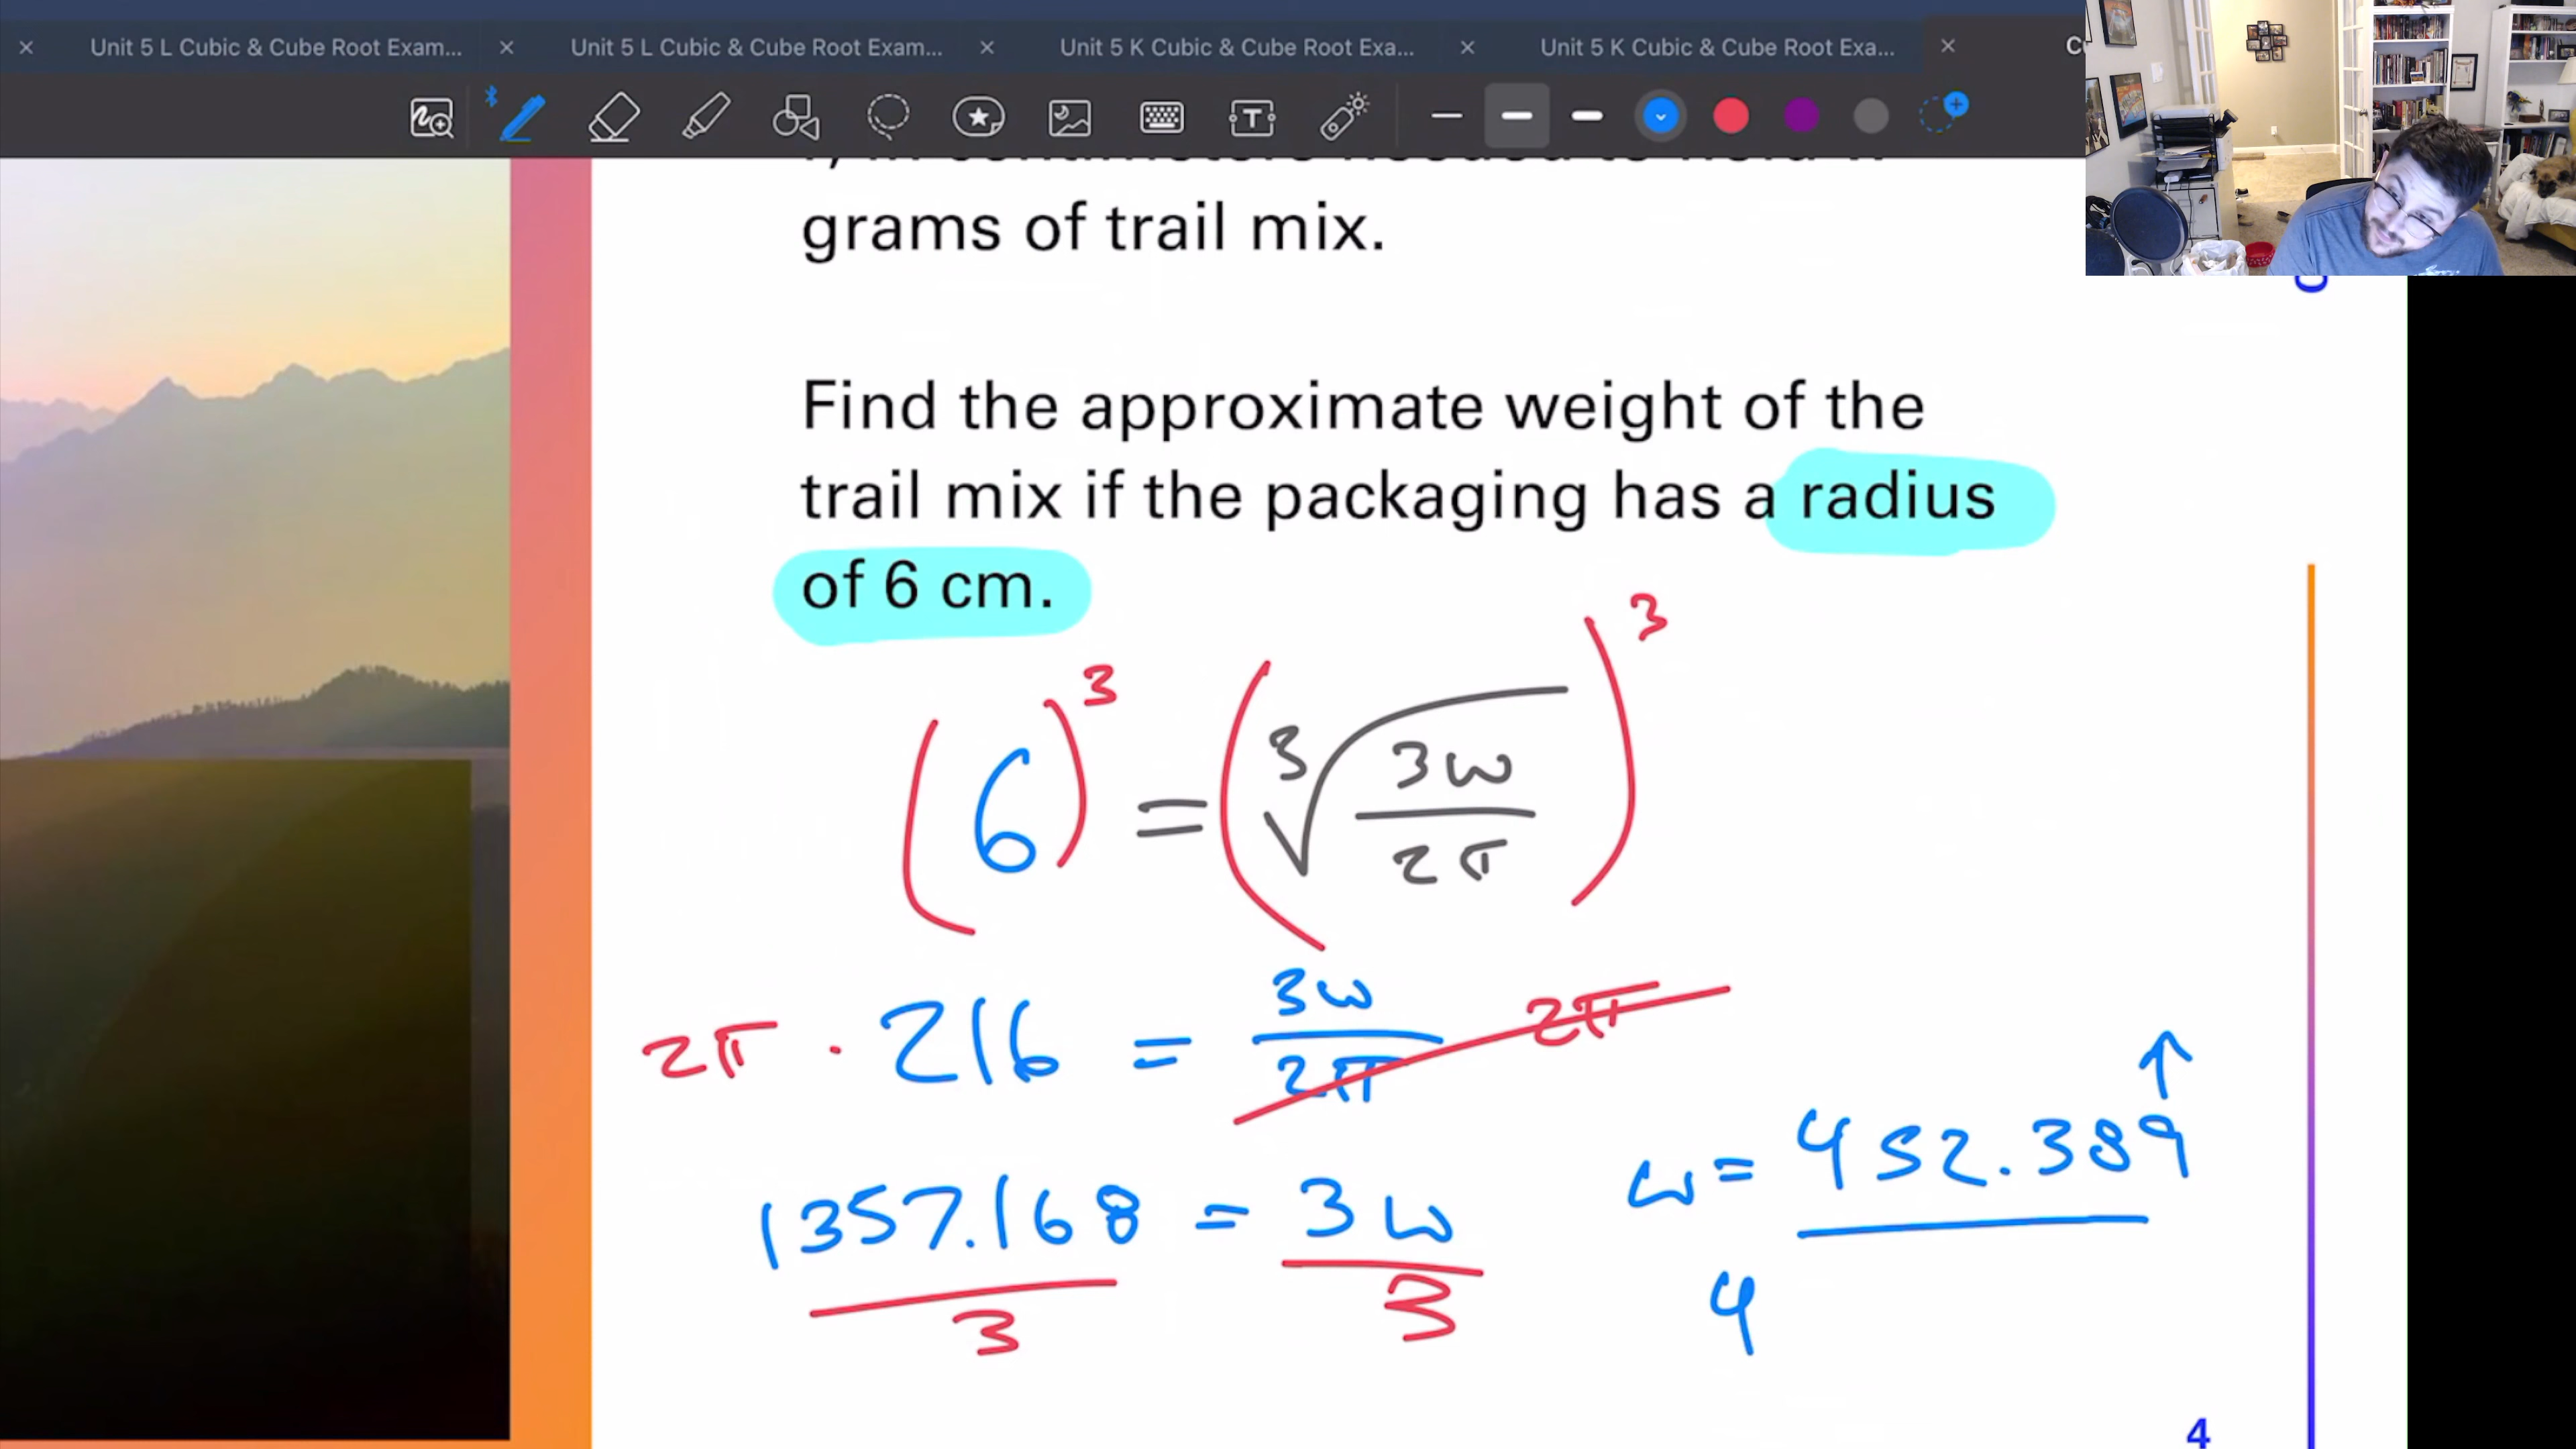 Unit 5 L Cubic & Cube Root Exam... Unit 5 L Cubic & Cube Root Exam... Unit 5 K Cubic & Cube Root Exa... Unit 5 K Cubic & Cube Root Exa...
grams of trail mix.
Find the approximate weight of the
trail mix if the packaging has a radius
of 6 cm.
(6)³ = (∛(3w/2π))³
2π · 216 = 3w/2π 2π
1357.168/3 = 3w/3
w = 452.389
4
4